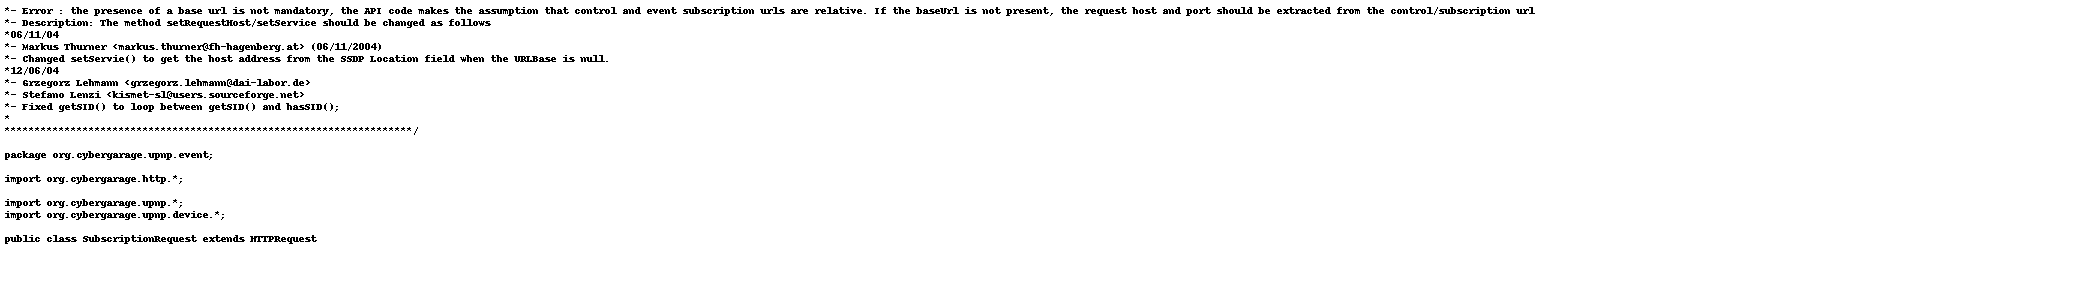 *- Error : the presence of a base url is not mandatory, the API code makes the assumption that control and event subscription urls are relative. If the baseUrl is not present, the request host and port should be extracted from the control/subscription url
*- Description: The method setRequestHost/setService should be changed as follows
*06/11/04
*- Markus Thurner <markus.thurner@fh-hagenberg.at> (06/11/2004)
*- Changed setServie() to get the host address from the SSDP Location field when the URLBase is null.
*12/06/04
*- Grzegorz Lehmann <grzegorz.lehmann@dai-labor.de>
*- Stefano Lenzi <kismet-sl@users.sourceforge.net>
*- Fixed getSID() to loop between getSID() and hasSID();
*
********************************************************************/
package org.cybergarage.upnp.event;
import org.cybergarage.http.*;
import org.cybergarage.upnp.*;
import org.cybergarage.upnp.device.*;
public class SubscriptionRequest extends HTTPRequest